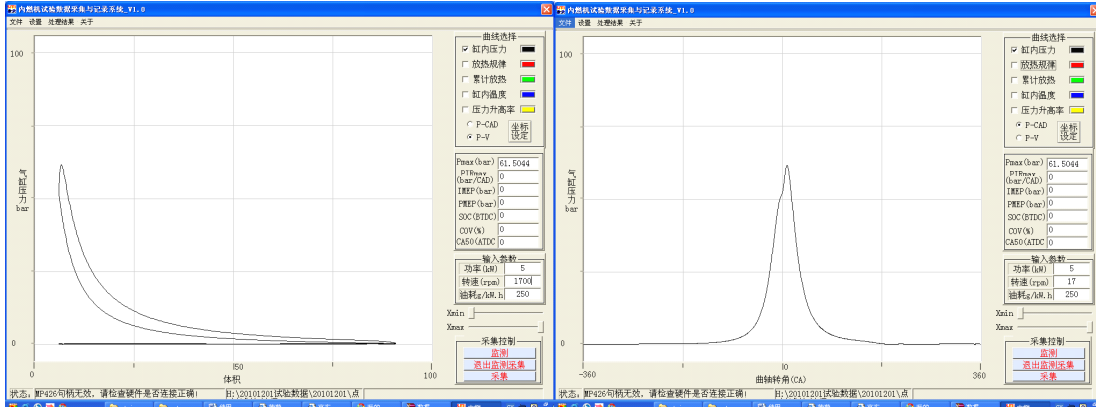 内燃机试验数据采集与记录系统_V1.0
文件 设置 处理结果 关于
100
0
气缸压力
bar
0
50
100
体积
曲线选择
缸内压力
放热规律
累计放热
缸内温度
压力升高率
P-CAD
P-V
坐标设定
Pmax(bar) 61.5044
(bar/CAD) 0
IMEP(bar) 0
PMEP(bar) 0
SOC(BTDC) 0
COV(%) 0
CA50(ATDC 0
输入参数
功率(kW) 5
转速(rpm) 1700
油耗g/kW.h 250
Xmin
Xmax
采集控制
监测
退出监测采集
采集
状态: MP426句柄无效, 请检查硬件是否连接正确! H:\20101201试验数据\20101201\点
内燃机试验数据采集与记录系统_V1.0
文件 设置 处理结果 关于
100
0
气缸压力
bar
-360
0
360
曲轴转角(CA)
曲线选择
缸内压力
放热规律
累计放热
缸内温度
压力升高率
P-CAD
P-V
坐标设定
Pmax(bar) 61.5044
(bar/CAD) 0
IMEP(bar) 0
PMEP(bar) 0
SOC(BTDC) 0
COV(%) 0
CA50(ATDC 0
输入参数
功率(kW) 5
转速(rpm) 17
油耗g/kW.h 250
Xmin
Xmax
采集控制
监测
退出监测采集
采集
状态: MP426句柄无效, 请检查硬件是否连接正确! H:\20101201试验数据\20101201\点